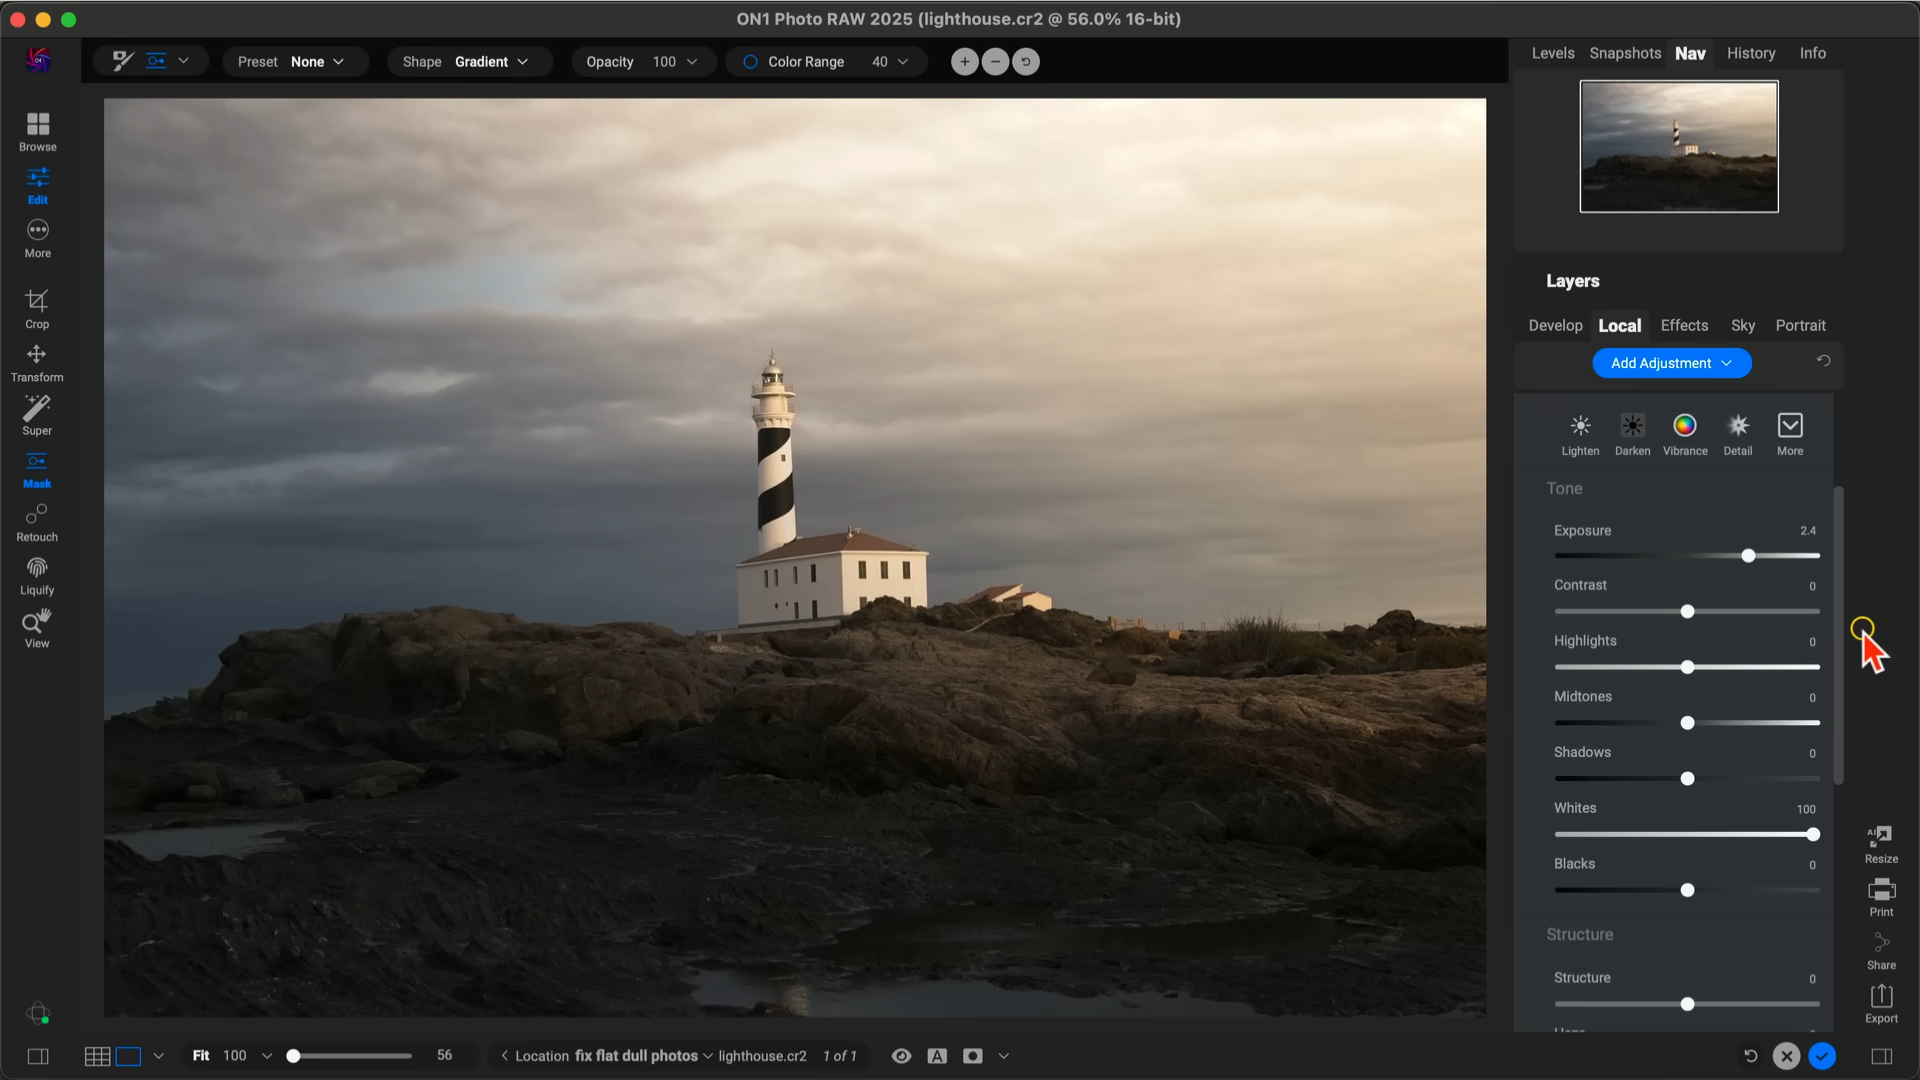 ON1 Photo RAW 2025 (lighthouse.cr2 @ 56.0% 16-bit)
Preset None Shape Gradient Opacity 100 Color Range 40
Levels Snapshots Nav History Info
Browse
Edit
More
Crop
Transform
Super
Mask
Retouch
Liquify
View
Layers
Develop Local Effects Sky Portrait
Add Adjustment
Lighten Darken Vibrance Detail More
Tone
Exposure 2.4
Contrast 0
Highlights 0
Midtones 0
Shadows 0
Whites 100
Blacks 0
Structure
Structure 0
AI
Resize
Print
Share
Export
Fit 100 56 Location fix flat dull photos lighthouse.cr2 1 of 1 A